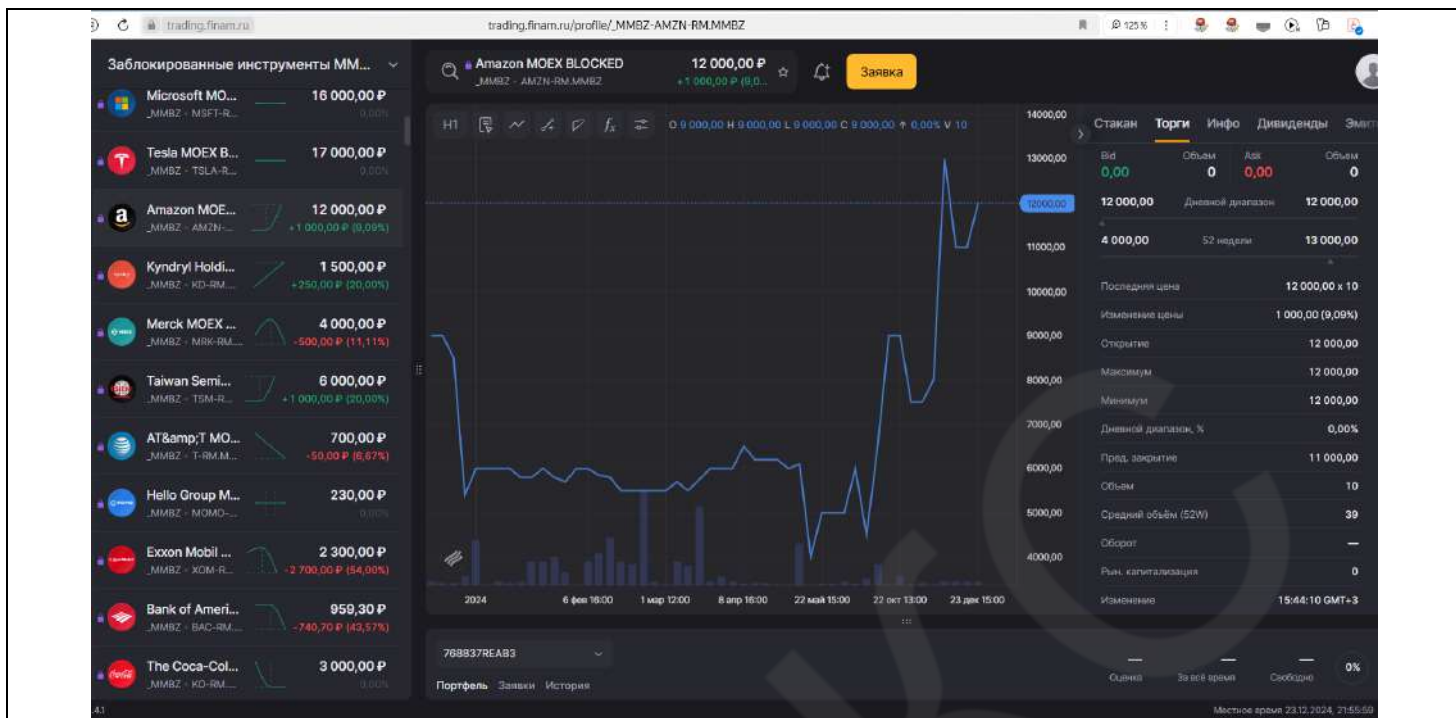 trading.finam.ru
trading.finam.ru/profile/_MMBZ-AMZN-RM.MMBZ
125 %
Заблокированные инструменты ММ...
Microsoft MO...
16 000,00 ₽
_MMBZ - MSFT-R...
0,00%
Tesla MOEX B...
17 000,00 ₽
_MMBZ - TSLA-R...
0,00%
Amazon MOE...
12 000,00 ₽
_MMBZ - AMZN-...
+1 000,00 ₽ (9,09%)
Kyndryl Holdi...
1 500,00 ₽
_MMBZ - KD-RM....
+250,00 ₽ (20,00%)
Merck MOEX ...
4 000,00 ₽
_MMBZ - MRK-RM....
-500,00 ₽ (11,11%)
Taiwan Semi...
6 000,00 ₽
_MMBZ - TSM-R...
+1 000,00 ₽ (20,00%)
AT&amp;T MO...
700,00 ₽
_MMBZ - T-RM.M...
-50,00 ₽ (6,67%)
Hello Group M...
230,00 ₽
_MMBZ - MOMO-...
0,00%
Exxon Mobil ...
2 300,00 ₽
_MMBZ - XOM-R...
-2 700,00 ₽ (54,00%)
Bank of Ameri...
959,30 ₽
_MMBZ - BAC-RM....
-740,70 ₽ (43,57%)
The Coca-Col...
3 000,00 ₽
_MMBZ - KO-RM....
0,00%
.4.1
Amazon MOEX BLOCKED
12 000,00 ₽
_MMBZ - AMZN-RM.MMBZ
+1 000,00 ₽ (9,0...
Заявка
H1
O 9 000,00 H 9 000,00 L 9 000,00 C 9 000,00 0,00% V 10
14000,00
13000,00
12000,00
11000,00
10000,00
9000,00
8000,00
7000,00
6000,00
5000,00
4000,00
2024
6 фев 16:00
1 мар 12:00
8 апр 16:00
22 май 15:00
22 окт 13:00
23 дек 15:00
Стакан Торги Инфо Дивиденды Эмит
Bid Объем Ask Объем
0,00 0 0,00 0
12 000,00 Дневной диапазон 12 000,00
4 000,00 52 недели 13 000,00
Последняя цена 12 000,00 x 10
Изменение цены 1 000,00 (9,09%)
Открытие 12 000,00
Максимум 12 000,00
Минимум 12 000,00
Дневной диапазон, % 0,00%
Пред. закрытие 11 000,00
Объем 10
Средний объём (52W) 39
Оборот —
Рын. капитализация 0
Изменение 15:44:10 GMT+3
768837REAB3
Портфель Заявки История
— — —
Оценка За всё время Свободно
0%
Местное время 23.12.2024, 21:55:59